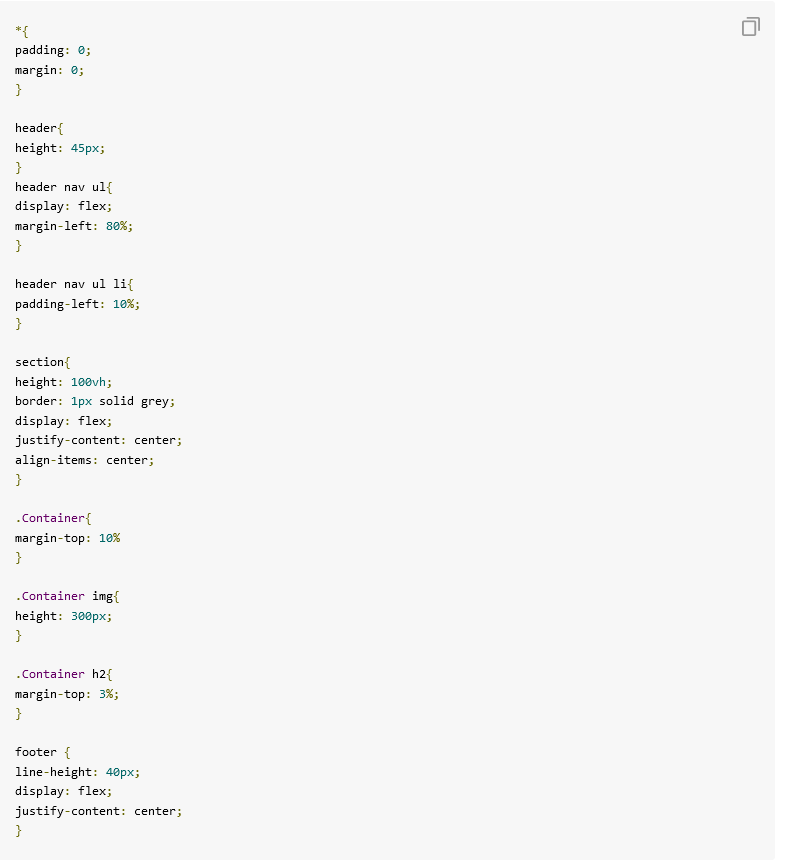 *{
padding: 0;
margin: 0;
}
header{
height: 45px;
}
header nav ul{
display: flex;
margin-left: 80%;
}
header nav ul li{
padding-left: 10%;
}
section{
height: 100vh;
border: 1px solid grey;
display: flex;
justify-content: center;
align-items: center;
}
.Container{
margin-top: 10%
}
.Container img{
height: 300px;
}
.Container h2{
margin-top: 3%;
}
footer {
line-height: 40px;
display: flex;
justify-content: center;
}